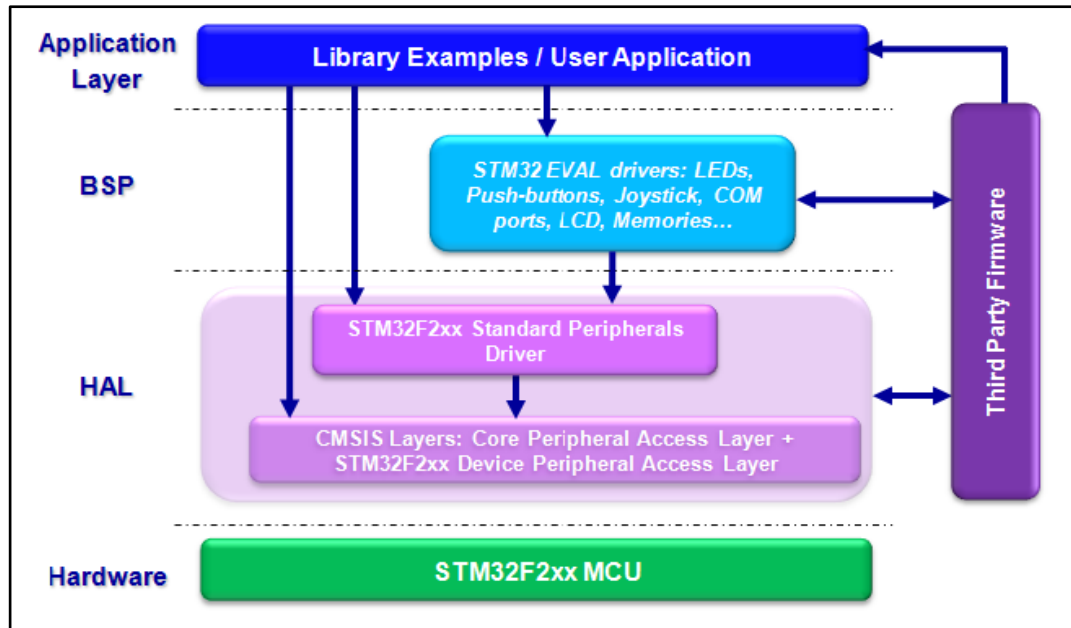 Application
Layer
Library Examples / User Application
BSP
STM32 EVAL drivers: LEDs,
Push-buttons, Joystick, COM
ports, LCD, Memories…
Third Party Firmware
HAL
STM32F2xx Standard Peripherals
Driver
CMSIS Layers: Core Peripheral Access Layer +
STM32F2xx Device Peripheral Access Layer
Hardware
STM32F2xx MCU